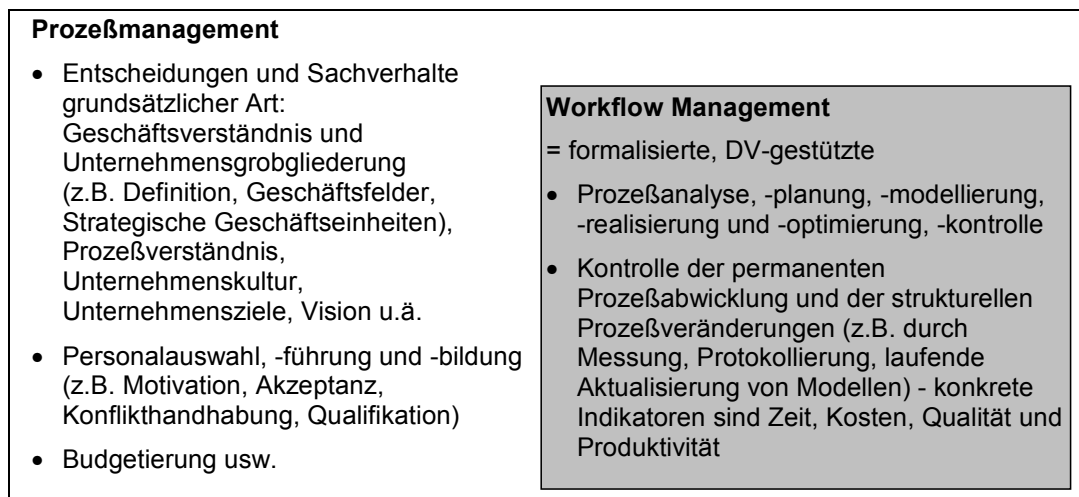 Prozeßmanagement
• Entscheidungen und Sachverhalte
grundsätzlicher Art:
Geschäftsverständnis und
Unternehmensgrobgliederung
(z.B. Definition, Geschäftsfelder,
Strategische Geschäftseinheiten),
Prozeßverständnis,
Unternehmenskultur,
Unternehmensziele, Vision u.ä.
• Personalauswahl, -führung und -bildung
(z.B. Motivation, Akzeptanz,
Konflikthandhabung, Qualifikation)
• Budgetierung usw.
Workflow Management
= formalisierte, DV-gestützte
• Prozeßanalyse, -planung, -modellierung,
-realisierung und -optimierung, -kontrolle
• Kontrolle der permanenten
Prozeßabwicklung und der strukturellen
Prozeßveränderungen (z.B. durch
Messung, Protokollierung, laufende
Aktualisierung von Modellen) - konkrete
Indikatoren sind Zeit, Kosten, Qualität und
Produktivität